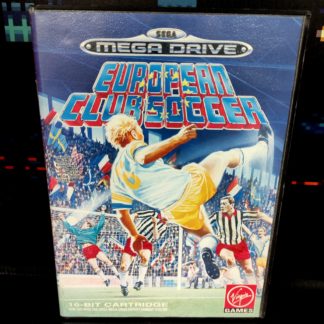 SEGA
MEGA DRIVE
EUROPEAN
CLUB SOCCER
Virgin
GAMES
16-BIT CARTRIDGE